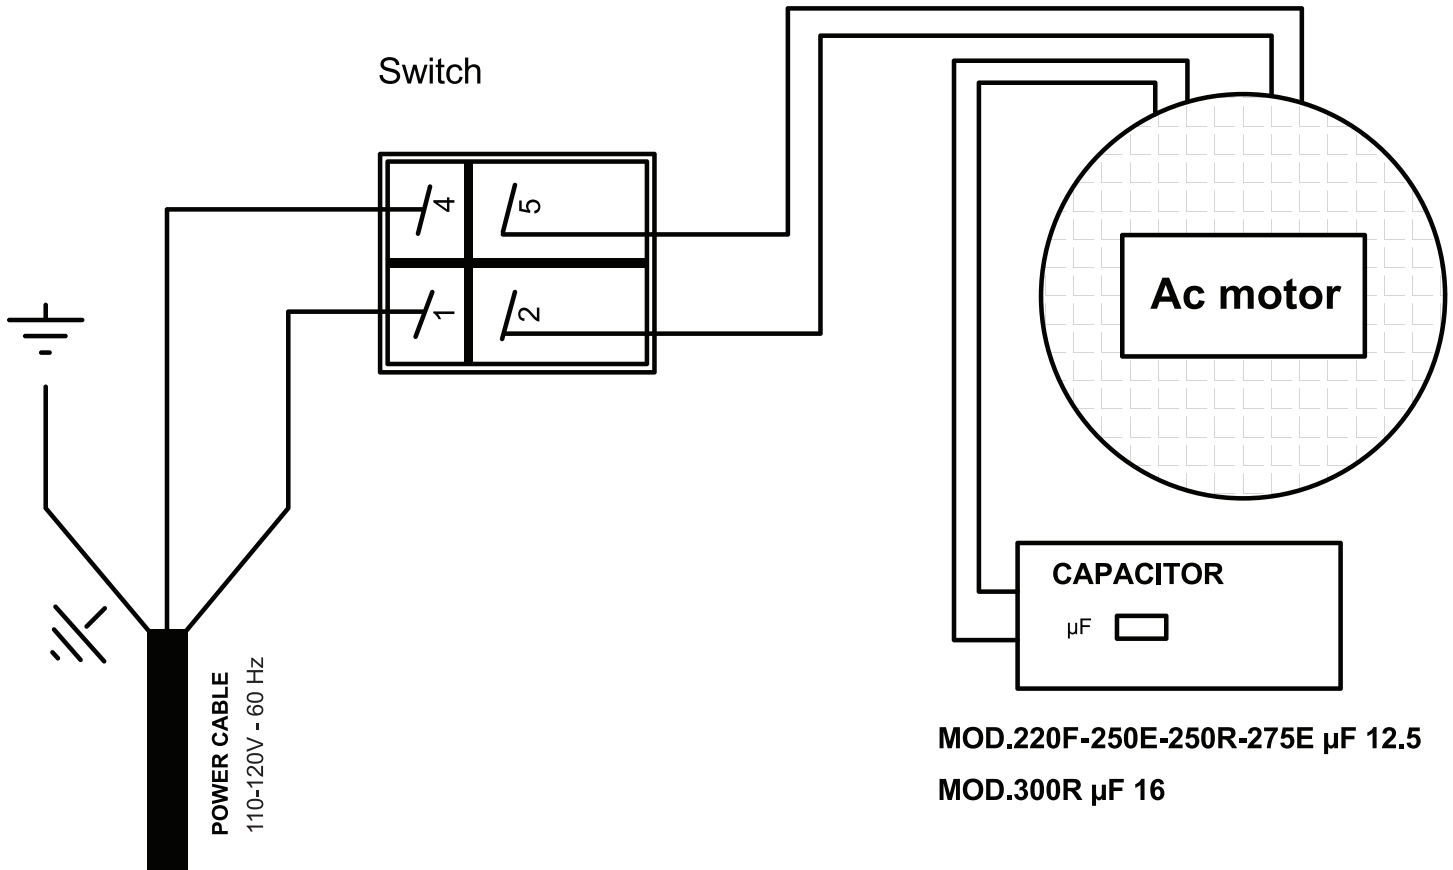 Switch
4
5
1
2
Ac motor
CAPACITOR
µF
POWER CABLE
110-120V - 60 Hz
MOD.220F-250E-250R-275E µF 12.5
MOD.300R µF 16